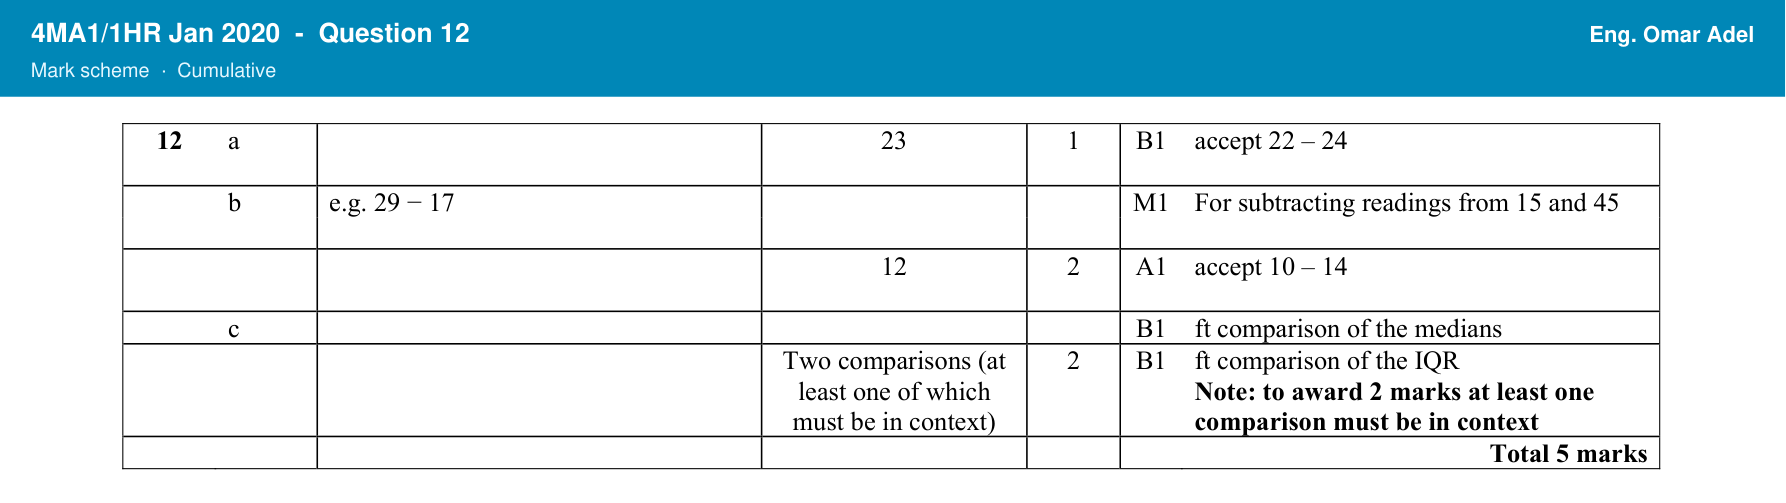 4MA1/1HR Jan 2020 - Question 12
Eng. Omar Adel
Mark scheme · Cumulative
12 a 23 1 B1 accept 22 – 24
b e.g. 29 − 17 M1 For subtracting readings from 15 and 45
12 2 A1 accept 10 – 14
c B1 ft comparison of the medians
Two comparisons (at 2 B1 ft comparison of the IQR
least one of which Note: to award 2 marks at least one
must be in context) comparison must be in context
Total 5 marks